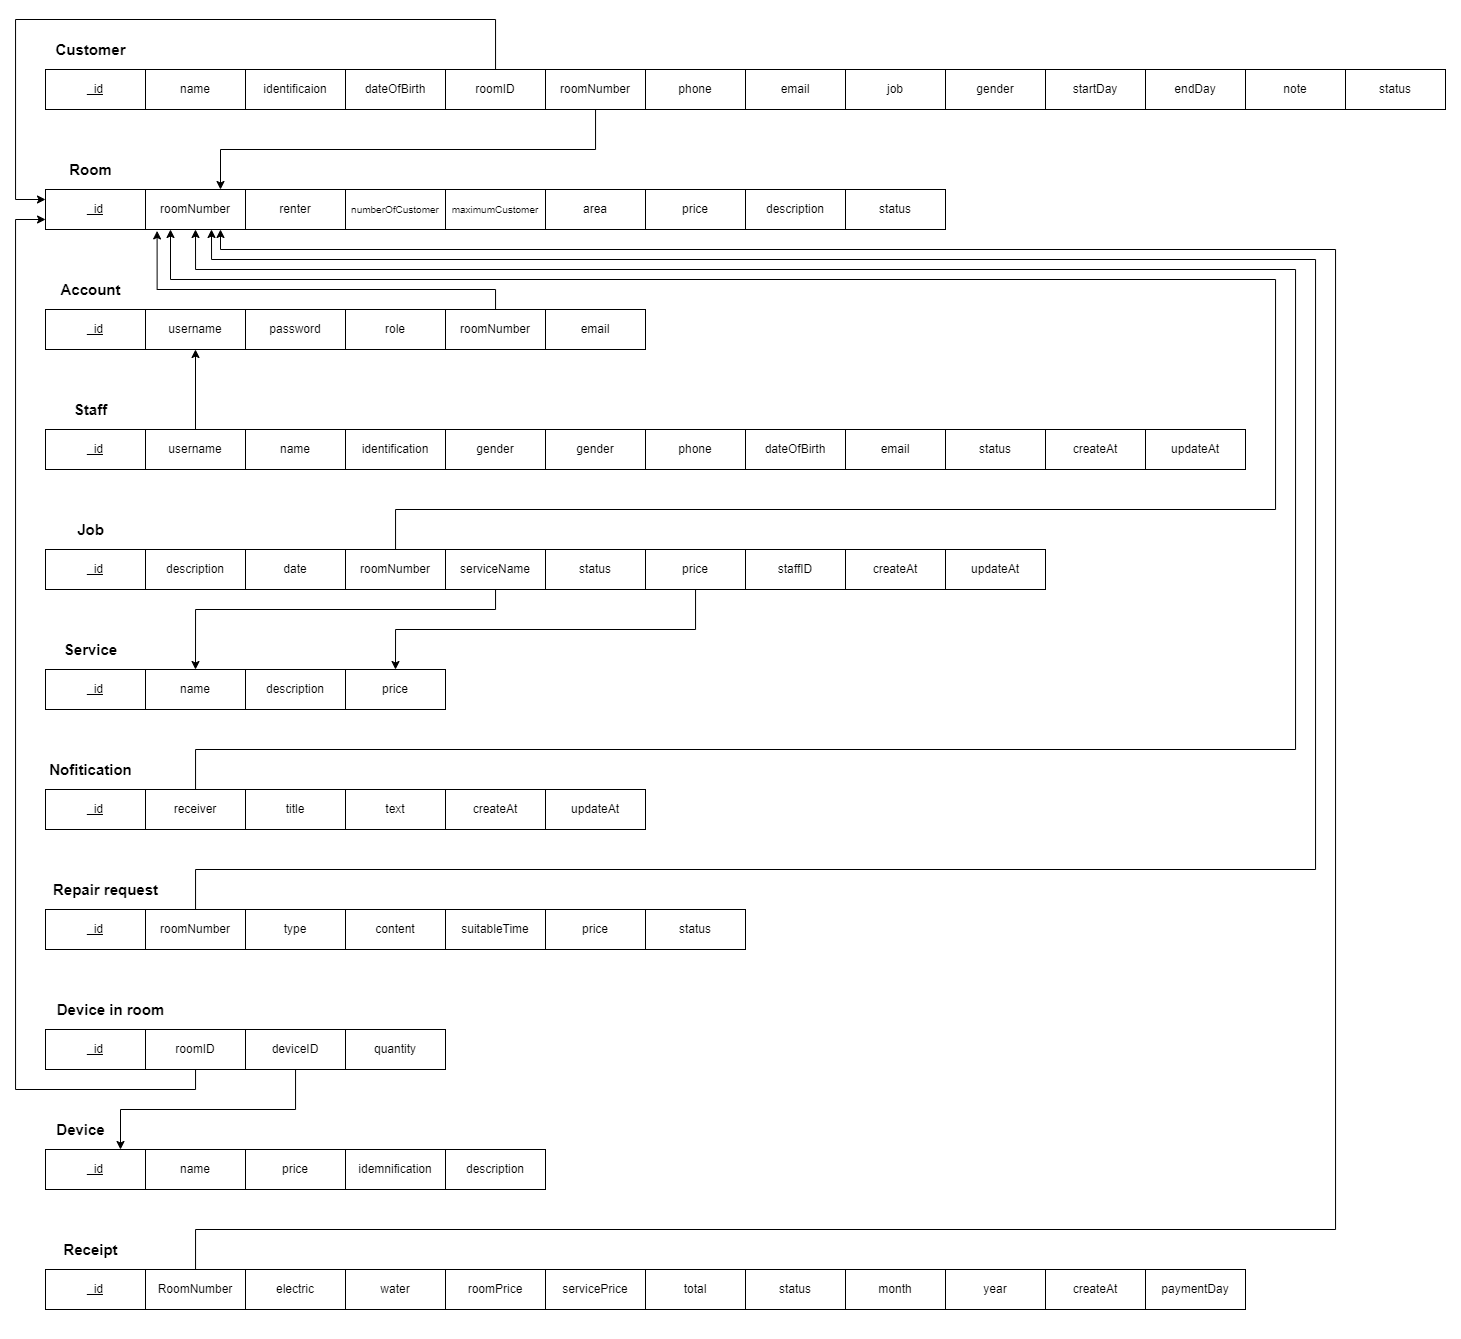 Customer
_id name identificaion dateOfBirth roomID roomNumber phone email job gender startDay endDay note status
Room
_id roomNumber renter numberOfCustomer maximumCustomer area price description status
Account
_id username password role roomNumber email
Staff
_id username name identification gender gender phone dateOfBirth email status createAt updateAt
Job
_id description date roomNumber serviceName status price staffID createAt updateAt
Service
_id name description price
Nofitication
_id receiver title text createAt updateAt
Repair request
_id roomNumber type content suitableTime price status
Device in room
_id roomID deviceID quantity
Device
_id name price idemnification description
Receipt
_id RoomNumber electric water roomPrice servicePrice total status month year createAt paymentDay